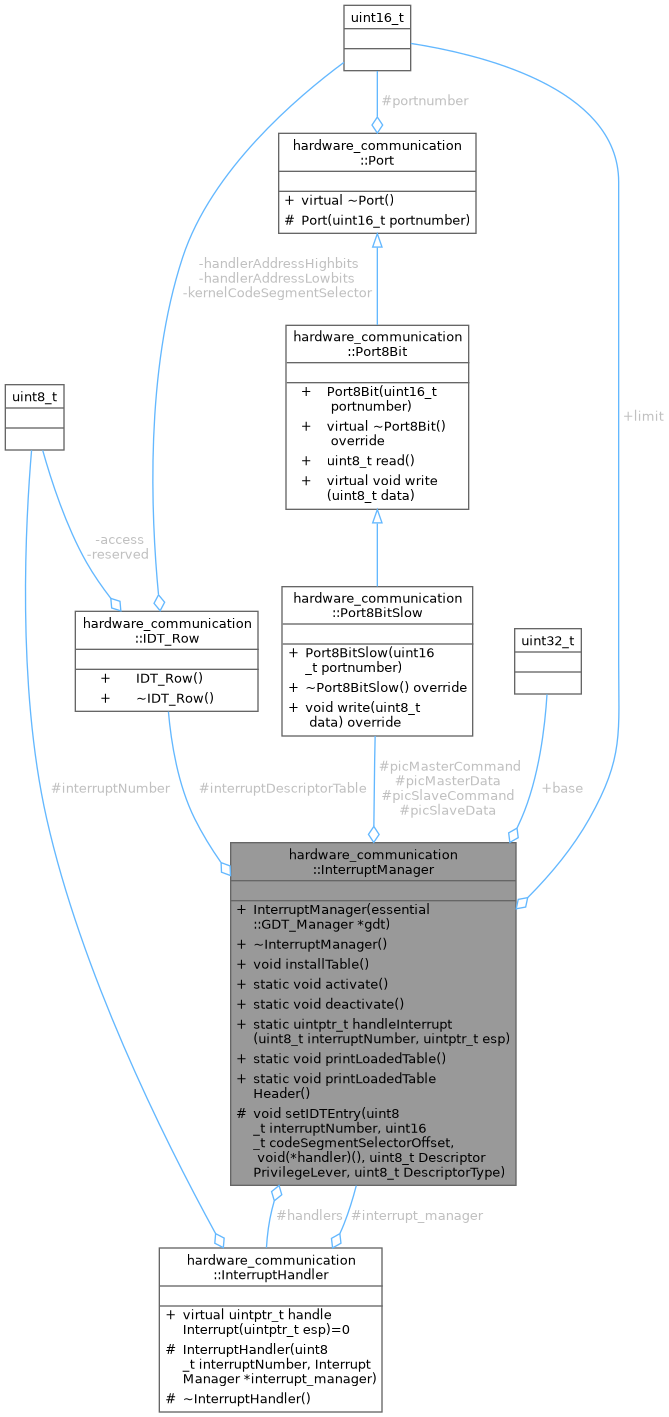 uint16_t
#portnumber
hardware_communication
::Port
+ virtual ~Port()
# Port(uint16_t portnumber)
-handlerAddressHighbits
-handlerAddressLowbits
-kernelCodeSegmentSelector
hardware_communication
::Port8Bit
+ Port8Bit(uint16_t
portnumber)
+ virtual ~Port8Bit()
override
+ uint8_t read()
+ virtual void write
(uint8_t data)
uint8_t
+limit
-access
-reserved
hardware_communication
::IDT_Row
+ IDT_Row()
+ ~IDT_Row()
hardware_communication
::Port8BitSlow
+ Port8BitSlow(uint16
_t portnumber)
+ ~Port8BitSlow() override
+ void write(uint8_t
data) override
uint32_t
#interruptNumber
#interruptDescriptorTable
#picMasterCommand
#picMasterData
#picSlaveCommand
#picSlaveData
+base
hardware_communication
::InterruptManager
+ InterruptManager(essential
::GDT_Manager *gdt)
+ ~InterruptManager()
+ void installTable()
+ static void activate()
+ static void deactivate()
+ static uintptr_t handleInterrupt
(uint8_t interruptNumber, uintptr_t esp)
+ static void printLoadedTable()
+ static void printLoadedTable
Header()
# void setIDTEntry(uint8
_t interruptNumber, uint16
_t codeSegmentSelectorOffset,
void(*handler)(), uint8_t Descriptor
PrivilegeLever, uint8_t DescriptorType)
#handlers
#interrupt_manager
hardware_communication
::InterruptHandler
+ virtual uintptr_t handle
Interrupt(uintptr_t esp)=0
# InterruptHandler(uint8
_t interruptNumber, Interrupt
Manager *interrupt_manager)
# ~InterruptHandler()